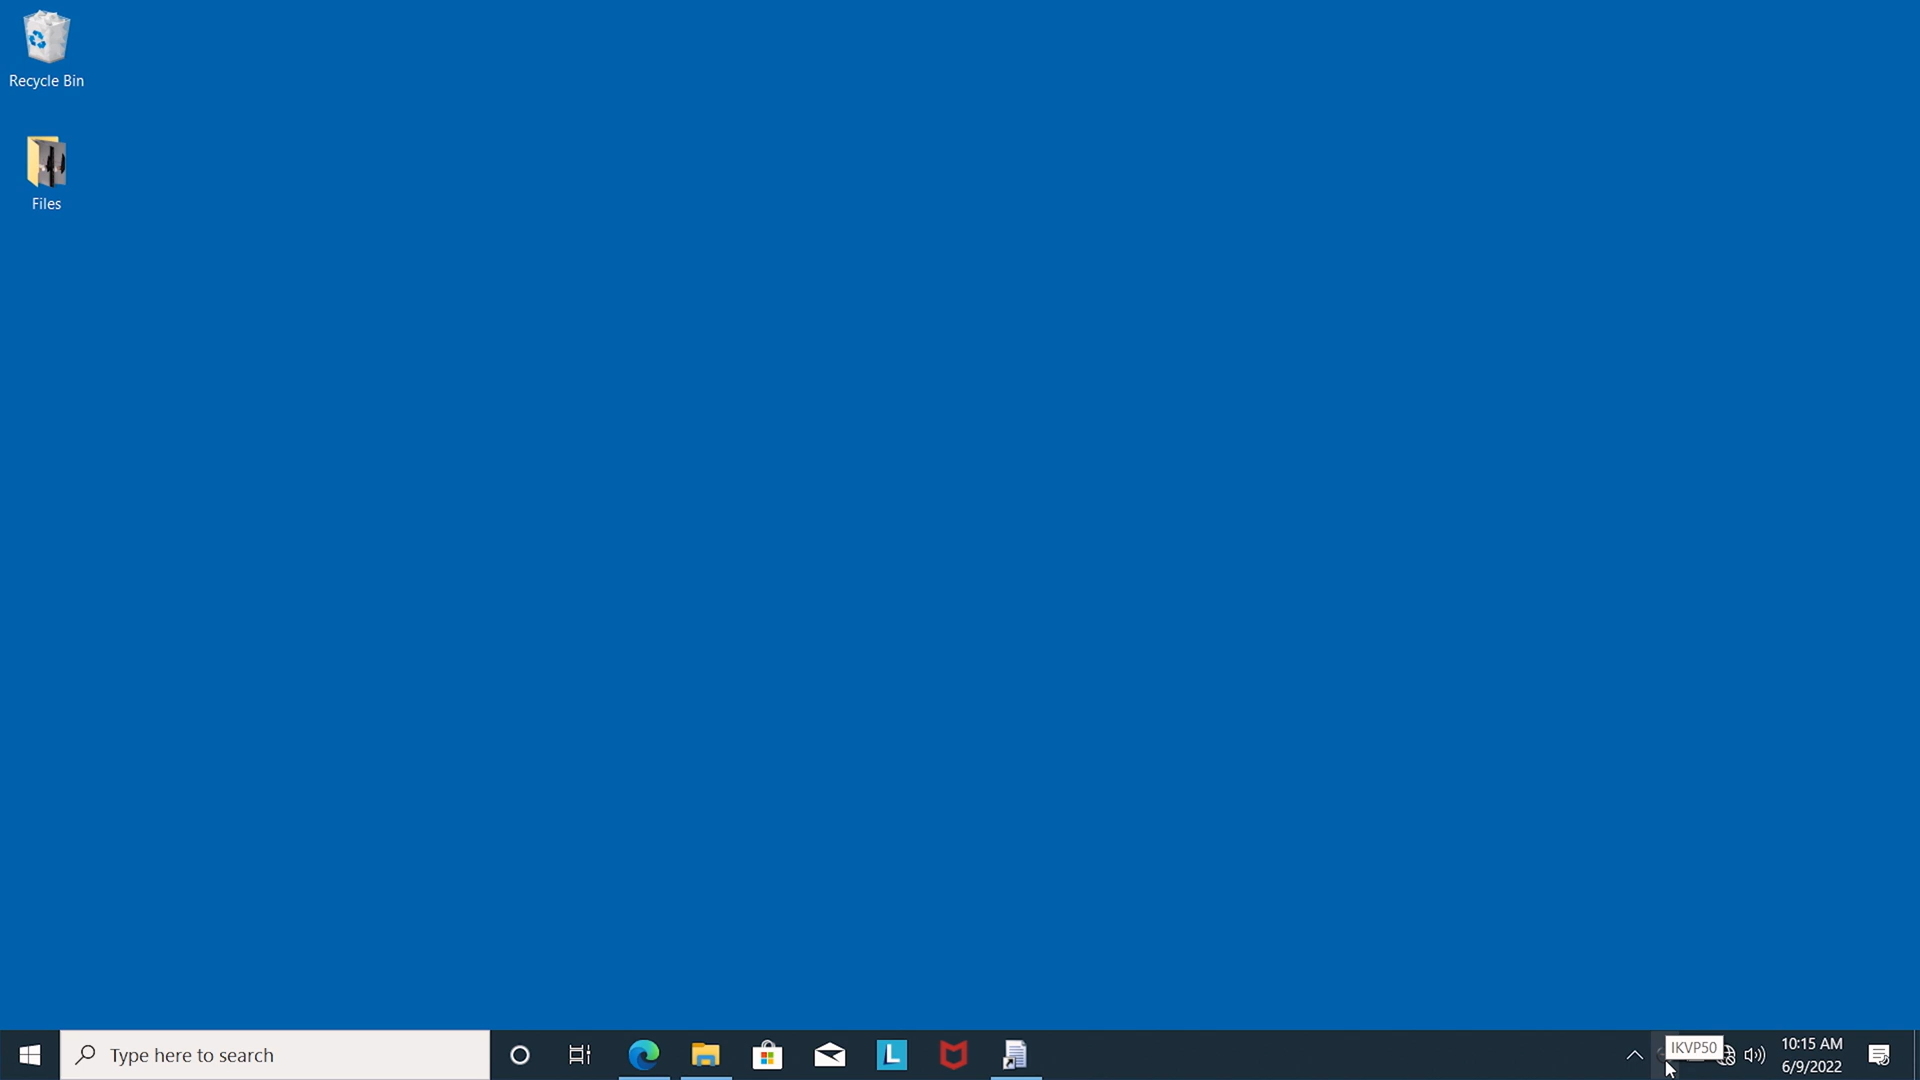 Recycle Bin
Files
Type here to search
L
IKVP50
10:15 AM
6/9/2022